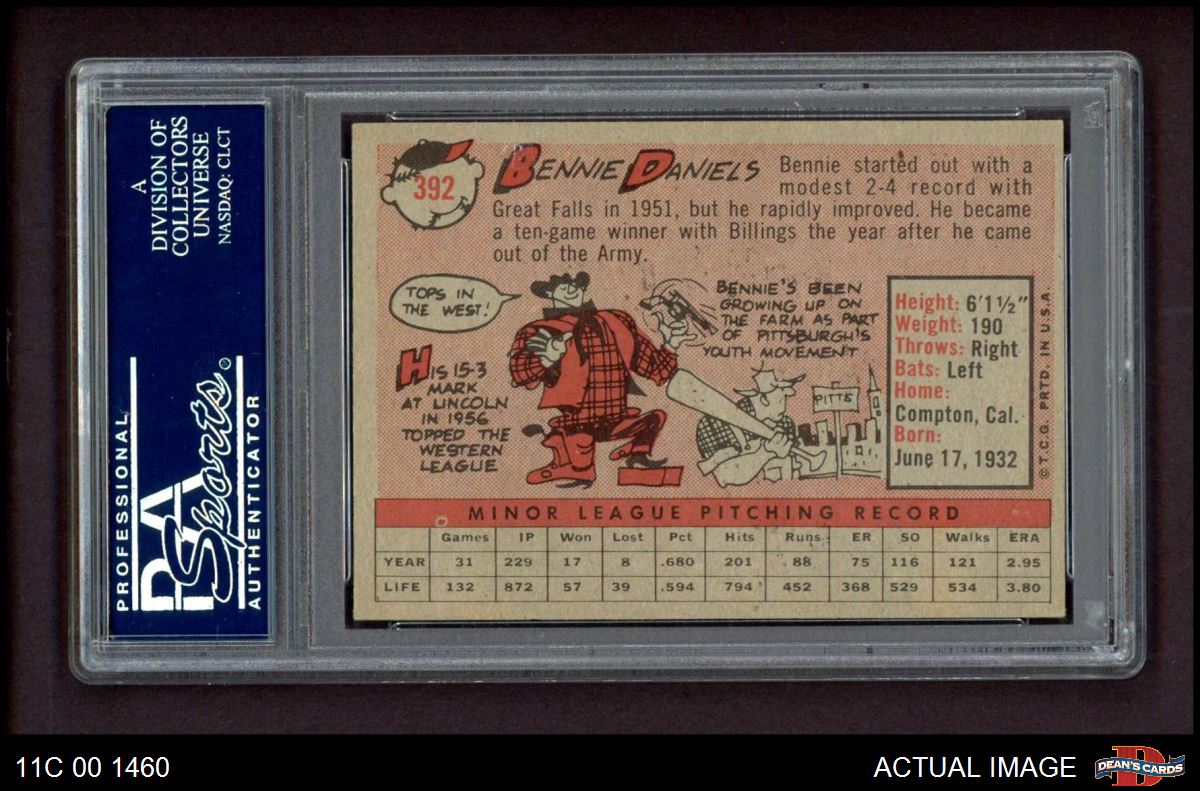 A
DIVISION OF
COLLECTORS
UNIVERSE
NASDAQ: CLCT
PROFESSIONAL
PSA
Sports
AUTHENTICATOR
392
BENNIE DANIELS
Bennie started out with a
modest 2-4 record with
Great Falls in 1951, but he rapidly improved. He became
a ten-game winner with Billings the year after he came
out of the Army.
TOPS IN
THE WEST!
HIS 15-3
MARK
AT LINCOLN
IN 1956
TOPPED THE
WESTERN
LEAGUE
BENNIE'S BEEN
GROWING UP ON
THE FARM AS PART
OF PITTSBURGH'S
YOUTH MOVEMENT
PITTS
Height: 6'1½"
Weight: 190
Throws: Right
Bats: Left
Home:
Compton, Cal.
Born:
June 17, 1932
© T.C.G. PRTD. IN U.S.A.
MINOR LEAGUE PITCHING RECORD
Games IP Won Lost Pct Hits Runs ER SO Walks ERA
YEAR 31 229 17 8 .680 201 88 75 116 121 2.95
LIFE 132 872 57 39 .594 794 452 368 529 534 3.80
11C 00 1460
ACTUAL IMAGE
D
DEAN'S CARDS